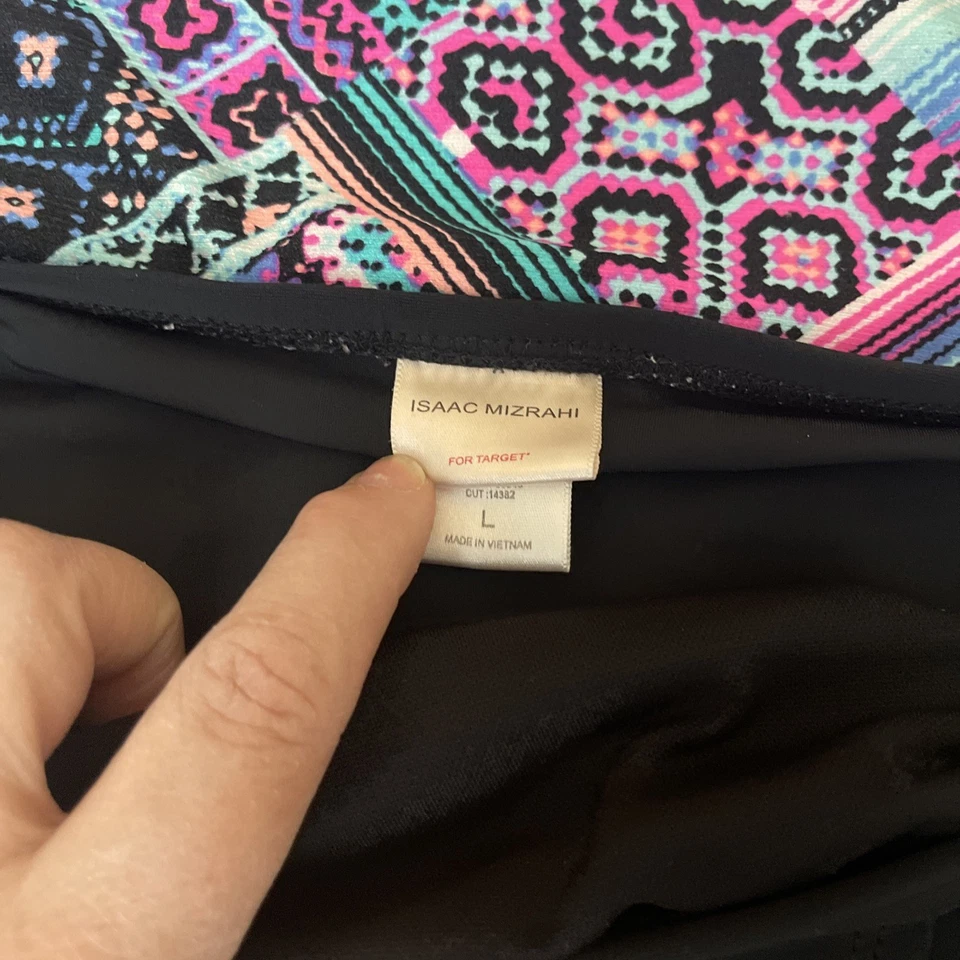 ISAAC MIZRAHI
FOR TARGET*
CUT :14382
L
MADE IN VIETNAM